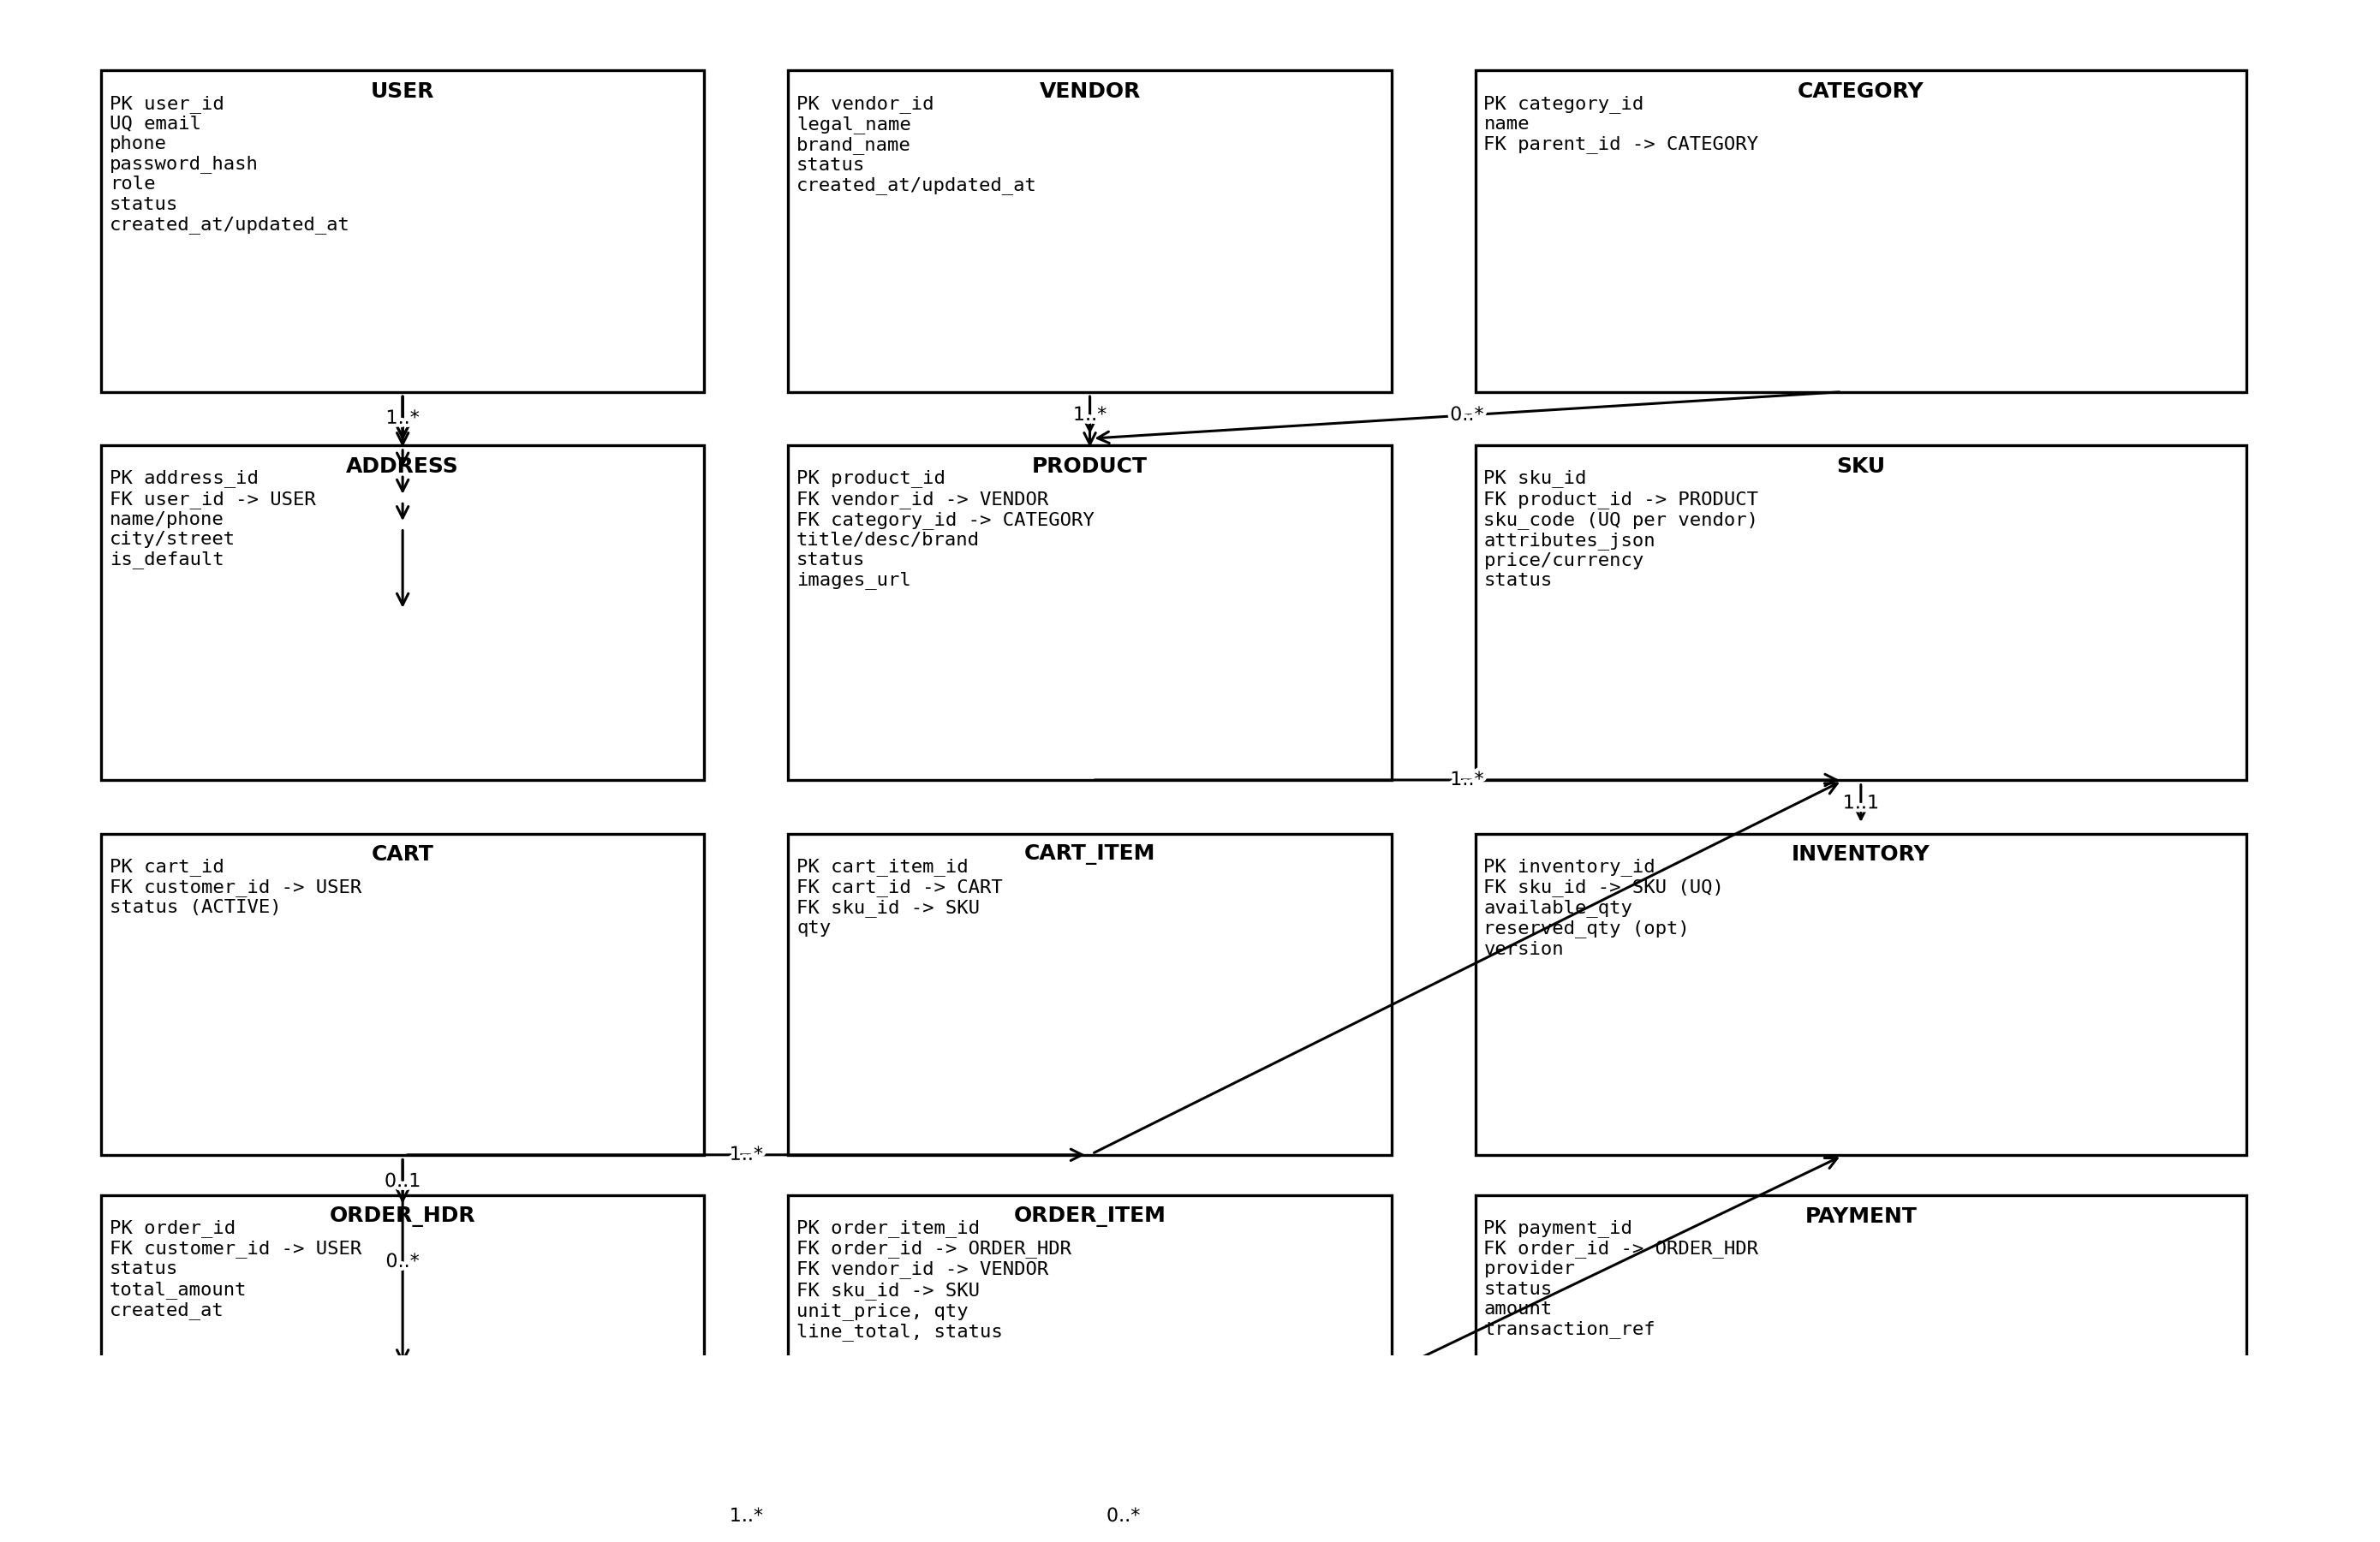 USER
PK user_id
UQ email
phone
password_hash
role
status
created_at/updated_at
VENDOR
PK vendor_id
legal_name
brand_name
status
created_at/updated_at
CATEGORY
PK category_id
name
FK parent_id -> CATEGORY
1..*
1..*
0..*
ADDRESS
PK address_id
FK user_id -> USER
name/phone
city/street
is_default
PRODUCT
PK product_id
FK vendor_id -> VENDOR
FK category_id -> CATEGORY
title/desc/brand
status
images_url
SKU
PK sku_id
FK product_id -> PRODUCT
sku_code (UQ per vendor)
attributes_json
price/currency
status
1..*
1..1
CART
PK cart_id
FK customer_id -> USER
status (ACTIVE)
CART_ITEM
PK cart_item_id
FK cart_id -> CART
FK sku_id -> SKU
qty
INVENTORY
PK inventory_id
FK sku_id -> SKU (UQ)
available_qty
reserved_qty (opt)
version
1..*
0..1
ORDER_HDR
PK order_id
FK customer_id -> USER
status
total_amount
created_at
0..*
ORDER_ITEM
PK order_item_id
FK order_id -> ORDER_HDR
FK vendor_id -> VENDOR
FK sku_id -> SKU
unit_price, qty
line_total, status
PAYMENT
PK payment_id
FK order_id -> ORDER_HDR
provider
status
amount
transaction_ref
1..*
0..*